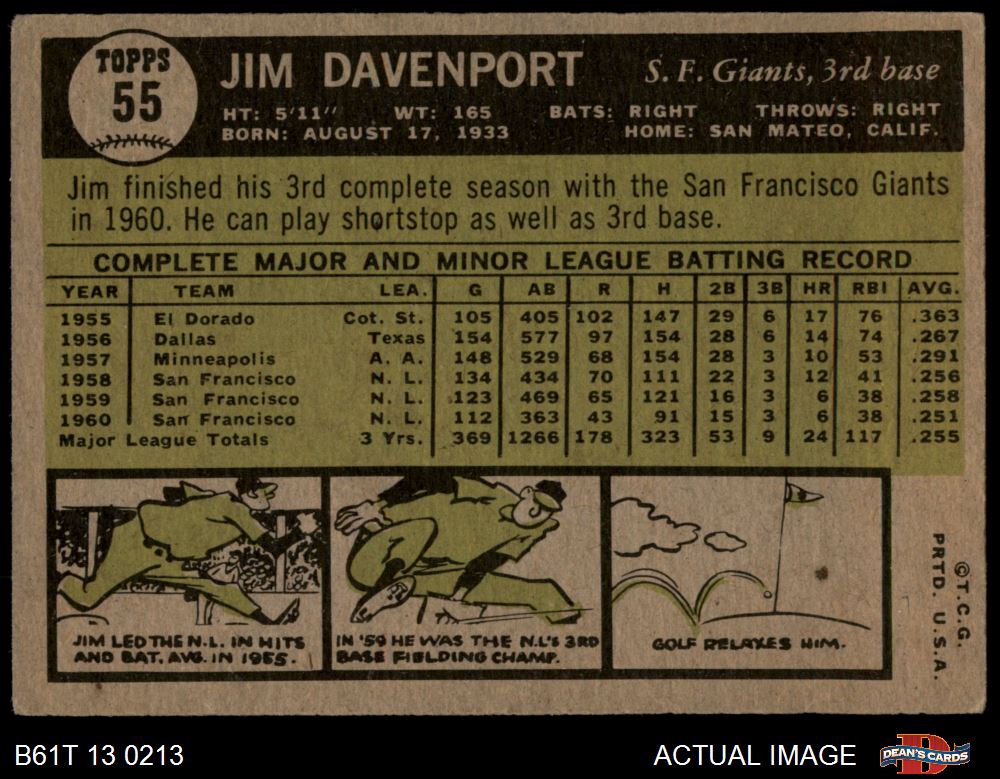 TOPPS
55
JIM DAVENPORT
S. F. Giants, 3rd base
HT: 5'11" WT: 165 BATS: RIGHT THROWS: RIGHT
BORN: AUGUST 17, 1933 HOME: SAN MATEO, CALIF.
Jim finished his 3rd complete season with the San Francisco Giants
in 1960. He can play shortstop as well as 3rd base.
COMPLETE MAJOR AND MINOR LEAGUE BATTING RECORD
YEAR TEAM LEA. G AB R H 2B 3B HR RBI AVG.
1955 El Dorado Cot. St. 105 405 102 147 29 6 17 76 .363
1956 Dallas Texas 154 577 97 154 28 6 14 74 .267
1957 Minneapolis A. A. 148 529 68 154 28 3 10 53 .291
1958 San Francisco N. L. 134 434 70 111 22 3 12 41 .256
1959 San Francisco N. L. 123 469 65 121 16 3 6 38 .258
1960 San Francisco N. L. 112 363 43 91 15 3 6 38 .251
Major League Totals 3 Yrs. 369 1266 178 323 53 9 24 117 .255
JIM LED THE N.L. IN HITS
AND BAT. AVG. IN 1955.
IN '59 HE WAS THE N.L'S 3RD
BASE FIELDING CHAMP.
GOLF RELAXES HIM.
©T.C.G.
PRTD. U.S.A.
B61T 13 0213
ACTUAL IMAGE
DEAN'S CARDS